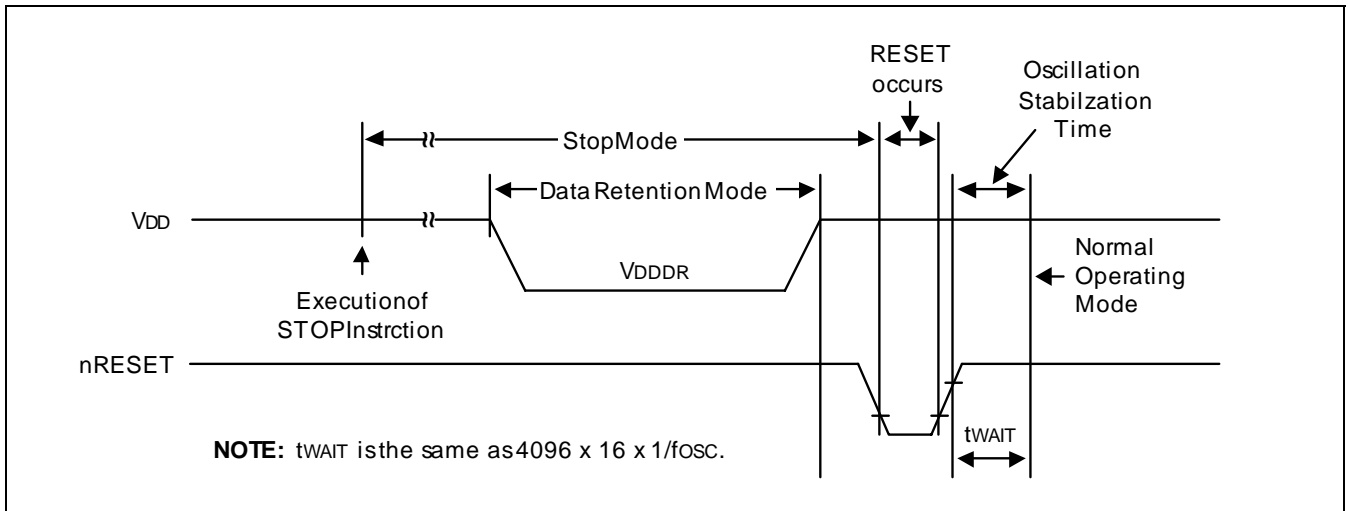 RESET
occurs
Oscillation
Stabilzation
Time
StopMode
Data Retention Mode
VDD
VDDDR
Normal
Operating
Mode
Executionof
STOPInstrction
nRESET
tWAIT
NOTE: tWAIT isthe same as4096 x 16 x 1/fOSC.